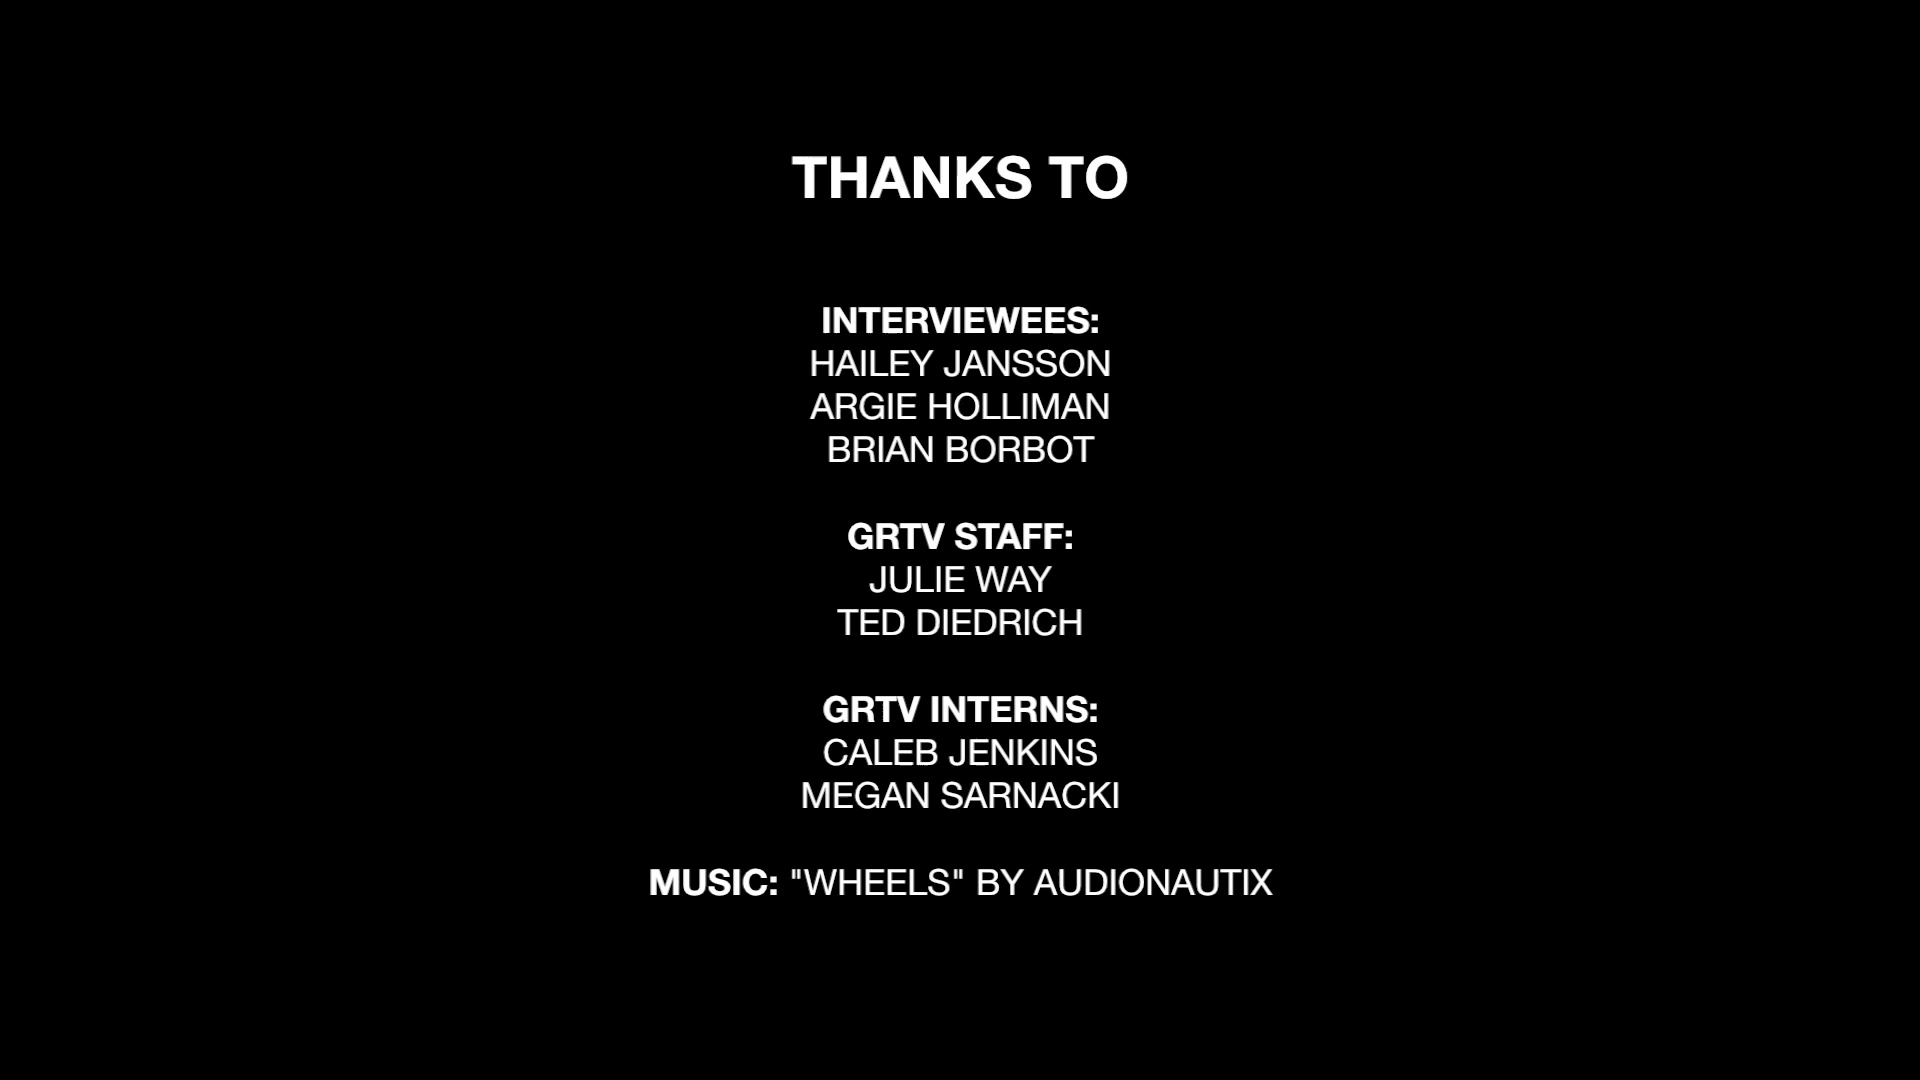 THANKS TO
INTERVIEWEES:
HAILEY JANSSON
ARGIE HOLLIMAN
BRIAN BORBOT
GRTV STAFF:
JULIE WAY
TED DIEDRICH
GRTV INTERNS:
CALEB JENKINS
MEGAN SARNACKI
MUSIC: "WHEELS" BY AUDIONAUTIX